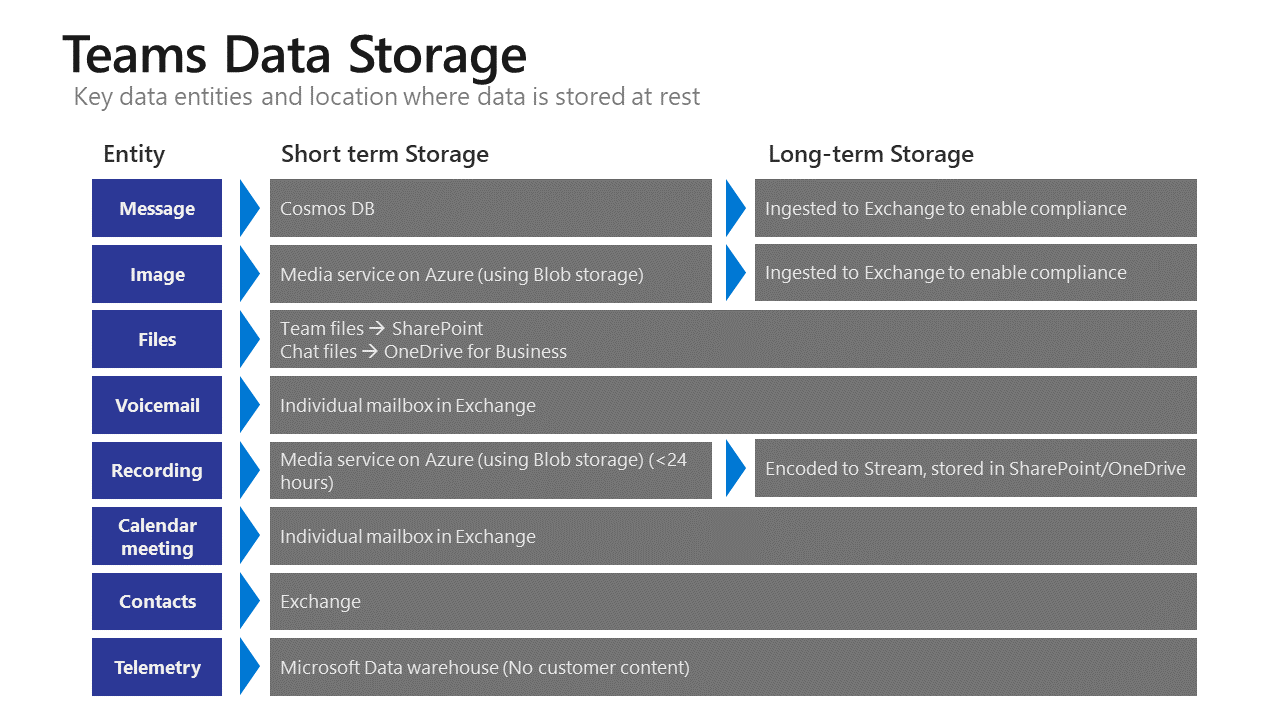 Teams Data Storage
Key data entities and location where data is stored at rest
Entity
Short term Storage
Long-term Storage
Message
Cosmos DB
Ingested to Exchange to enable compliance
Image
Media service on Azure (using Blob storage)
Ingested to Exchange to enable compliance
Files
Team files → SharePoint
Chat files → OneDrive for Business
Voicemail
Individual mailbox in Exchange
Recording
Media service on Azure (using Blob storage) (<24
hours)
Encoded to Stream, stored in SharePoint/OneDrive
Calendar
meeting
Individual mailbox in Exchange
Contacts
Exchange
Telemetry
Microsoft Data warehouse (No customer content)